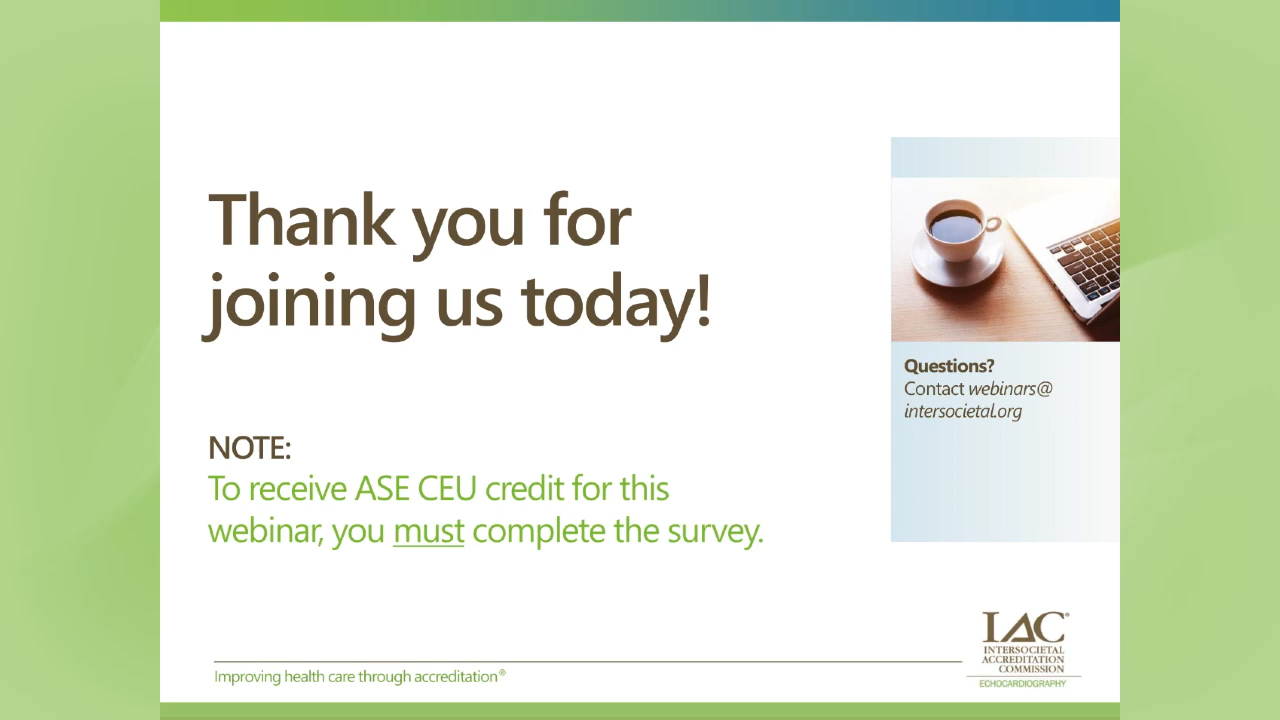 Thank you for
joining us today!
Questions?
Contact webinars@
intersocietal.org
NOTE:
To receive ASE CEU credit for this
webinar, you must complete the survey.
Improving health care through accreditation®
IAC®
INTERSOCIETAL
ACCREDITATION
COMMISSION
ECHOCARDIOGRAPHY